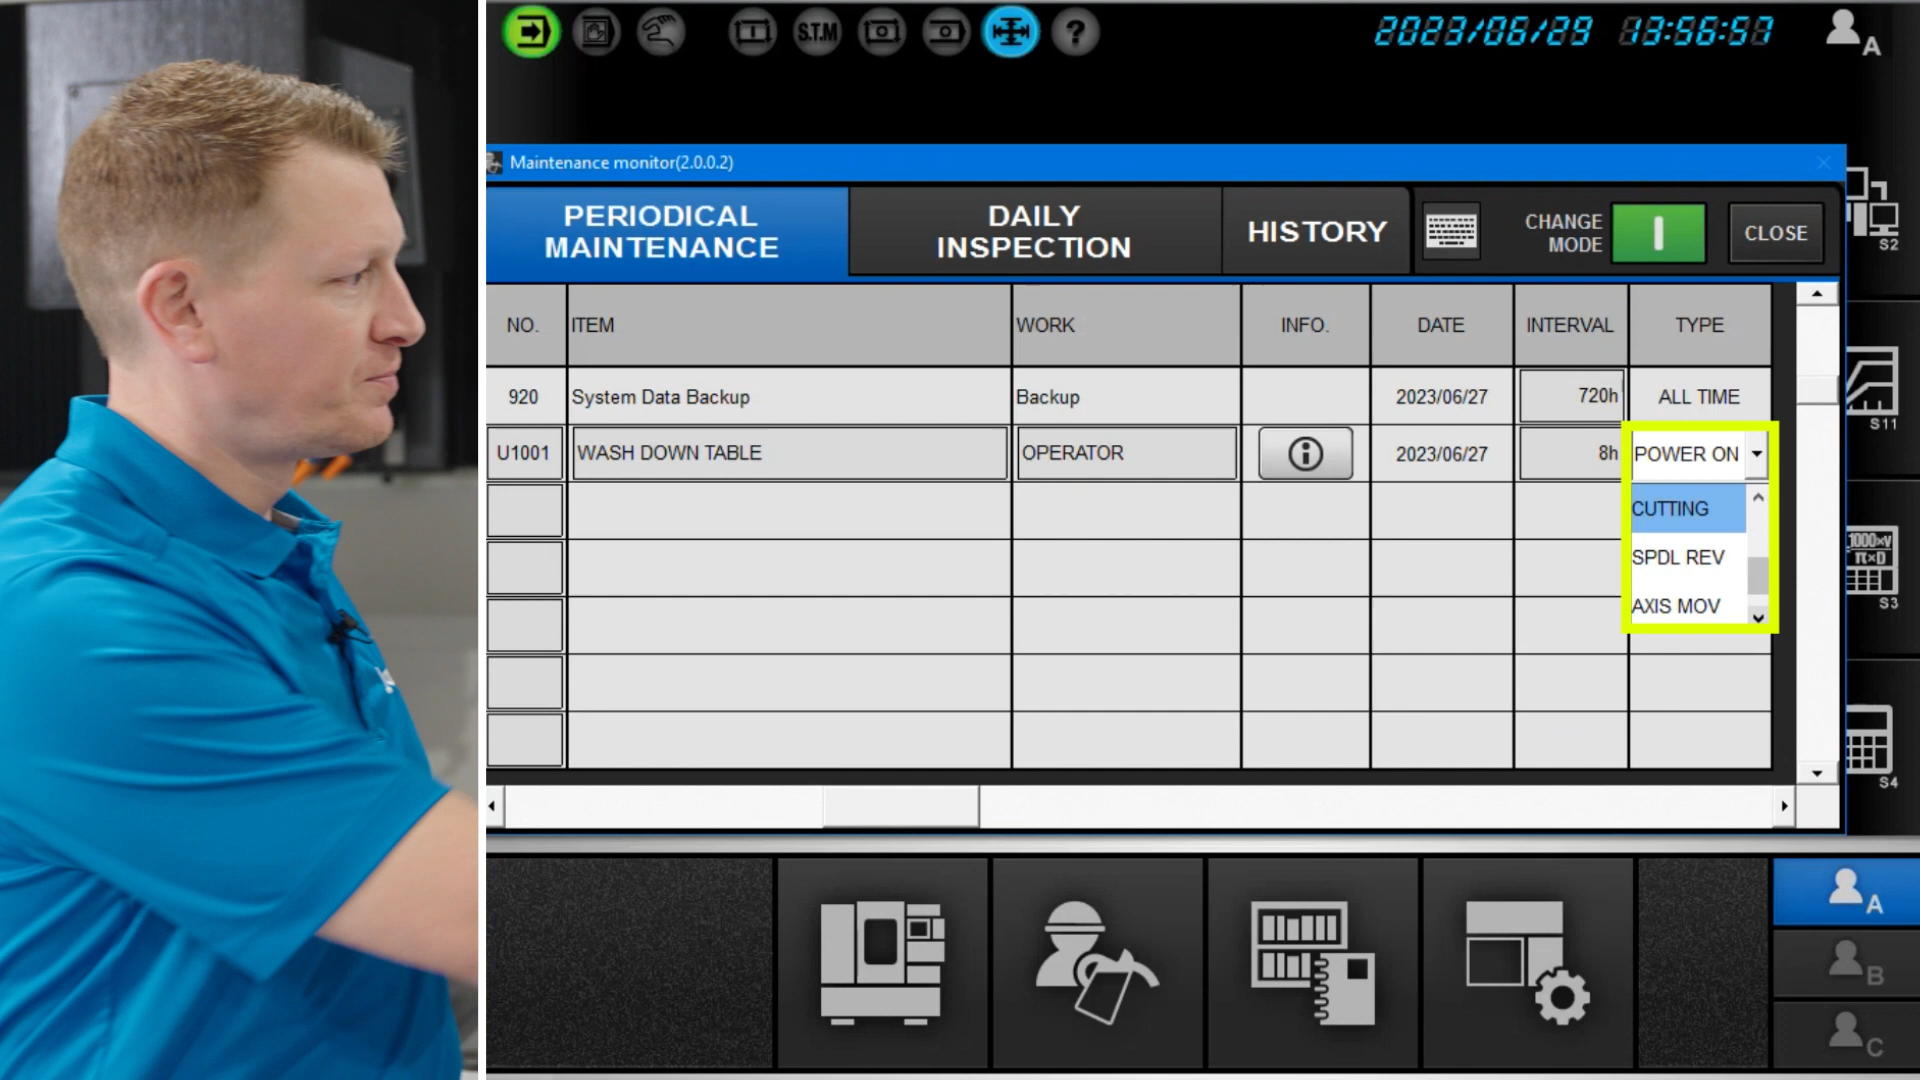 S.T.M
?
2023/06/29 13:56:57
A
Maintenance monitor(2.0.0.2)
PERIODICAL
MAINTENANCE
DAILY
INSPECTION
HISTORY
CHANGE
MODE
CLOSE
S2
NO.
ITEM
WORK
INFO.
DATE
INTERVAL
TYPE
920
System Data Backup
Backup
2023/06/27
720h
ALL TIME
U1001
WASH DOWN TABLE
OPERATOR
2023/06/27
8h
POWER ON
CUTTING
SPDL REV
AXIS MOV
S11
1000×V
π×D
S3
S4
A
B
C